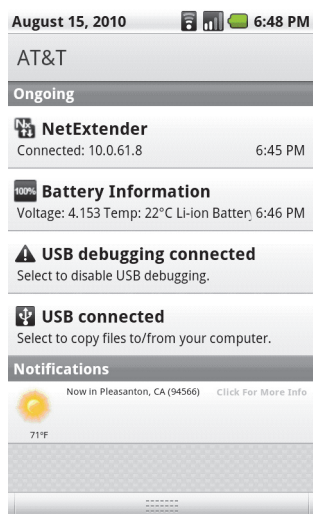 August 15, 2010 6:48 PM
AT&T
Ongoing
Nx NetExtender
Connected: 10.0.61.8 6:45 PM
100% Battery Information
Voltage: 4.153 Temp: 22°C Li-ion Battery 6:46 PM
USB debugging connected
Select to disable USB debugging.
USB connected
Select to copy files to/from your computer.
Notifications
Now in Pleasanton, CA (94566) Click For More Info
71°F